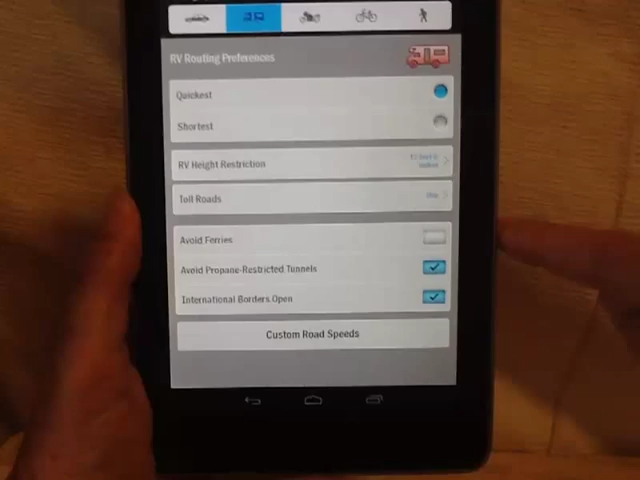 RV Routing Preferences
Quickest
Shortest
RV Height Restriction
Toll Roads
Avoid Ferries
Avoid Propane-Restricted Tunnels
International Borders Open
Custom Road Speeds